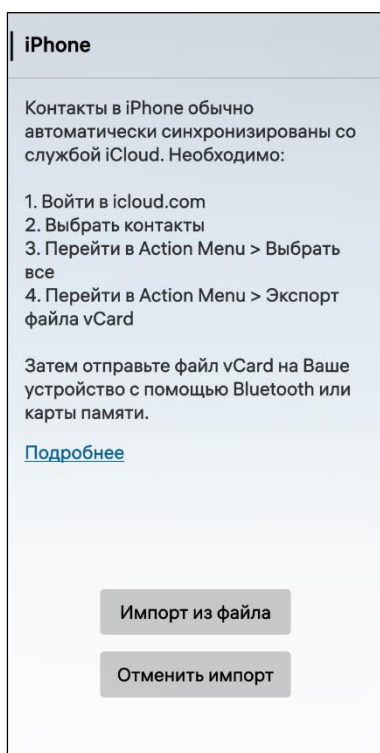 iPhone
Контакты в iPhone обычно
автоматически синхронизированы со
службой iCloud. Необходимо:
1. Войти в icloud.com
2. Выбрать контакты
3. Перейти в Action Menu > Выбрать
все
4. Перейти в Action Menu > Экспорт
файла vCard
Затем отправьте файл vCard на Ваше
устройство с помощью Bluetooth или
карты памяти.
Подробнее
Импорт из файла
Отменить импорт